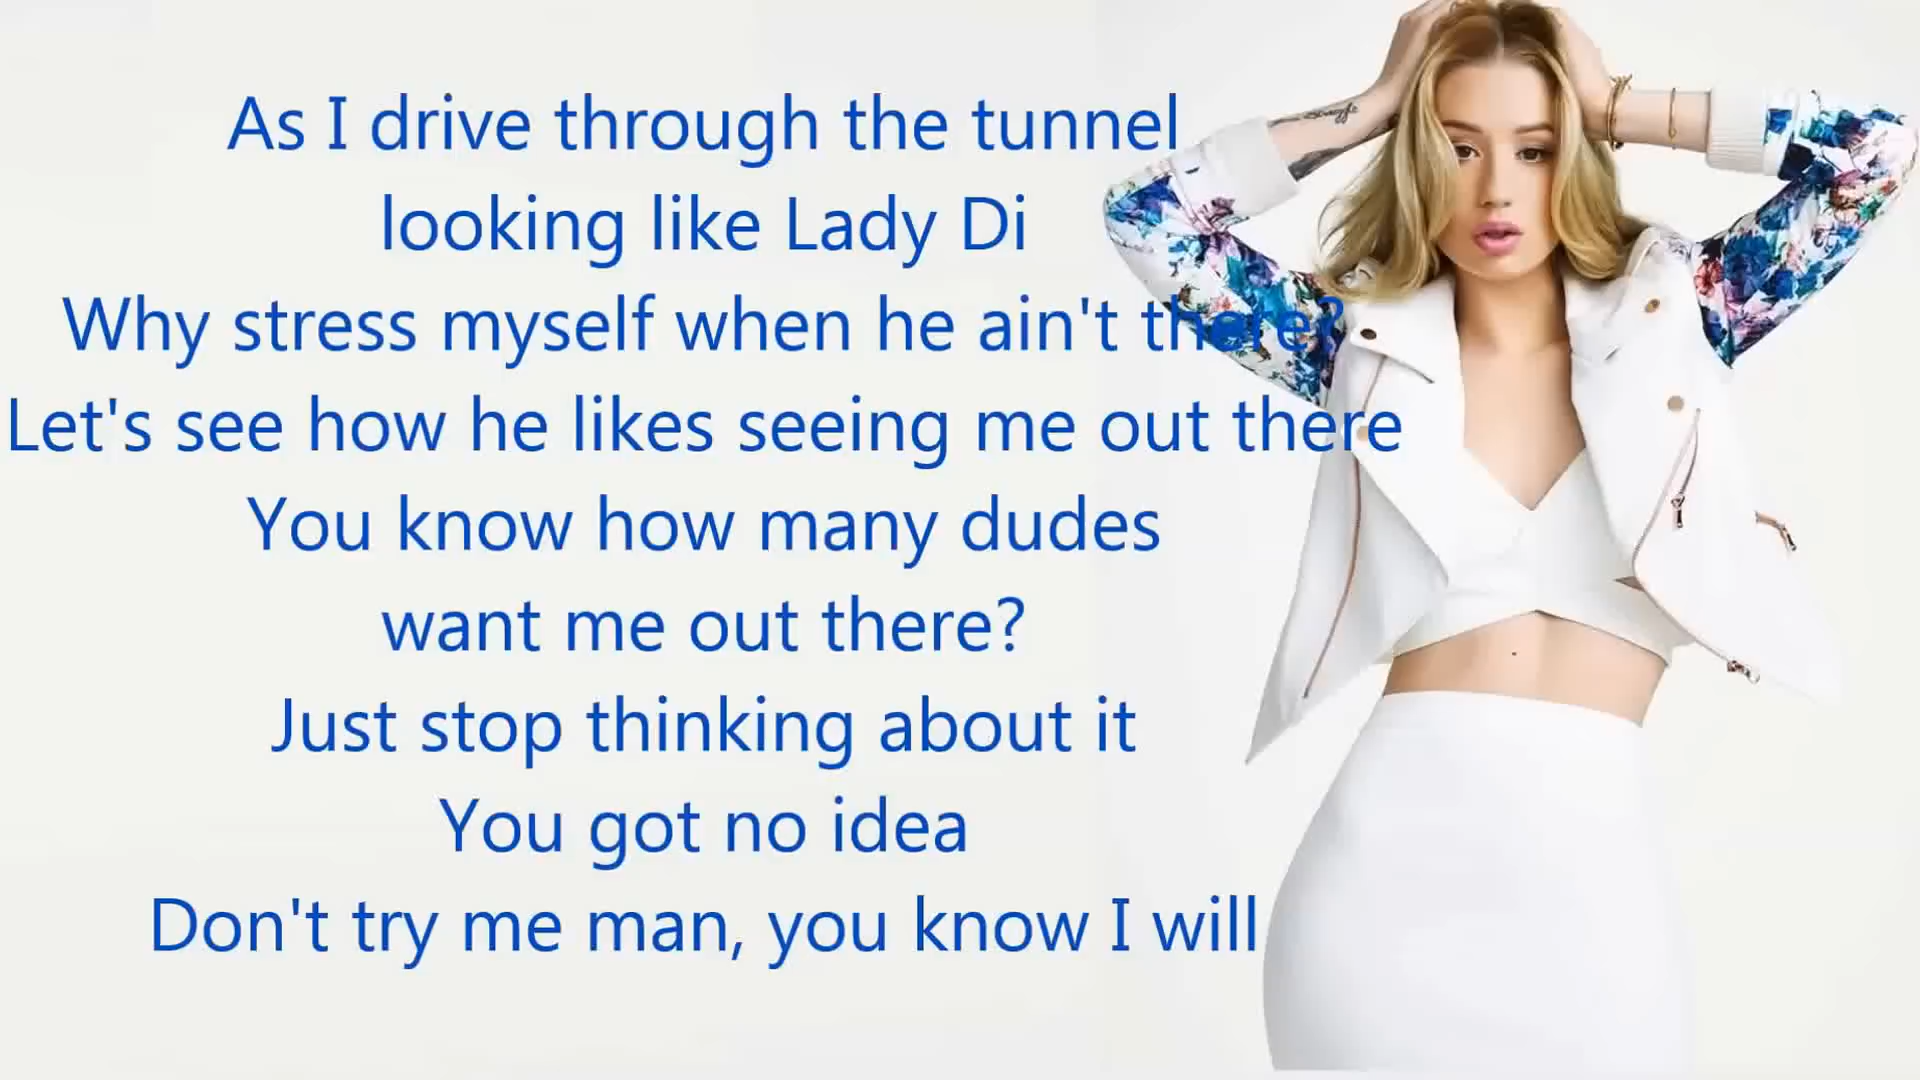 As I drive through the tunnel
looking like Lady Di
Why stress myself when he ain't there?
Let's see how he likes seeing me out there
You know how many dudes
want me out there?
Just stop thinking about it
You got no idea
Don't try me man, you know I will